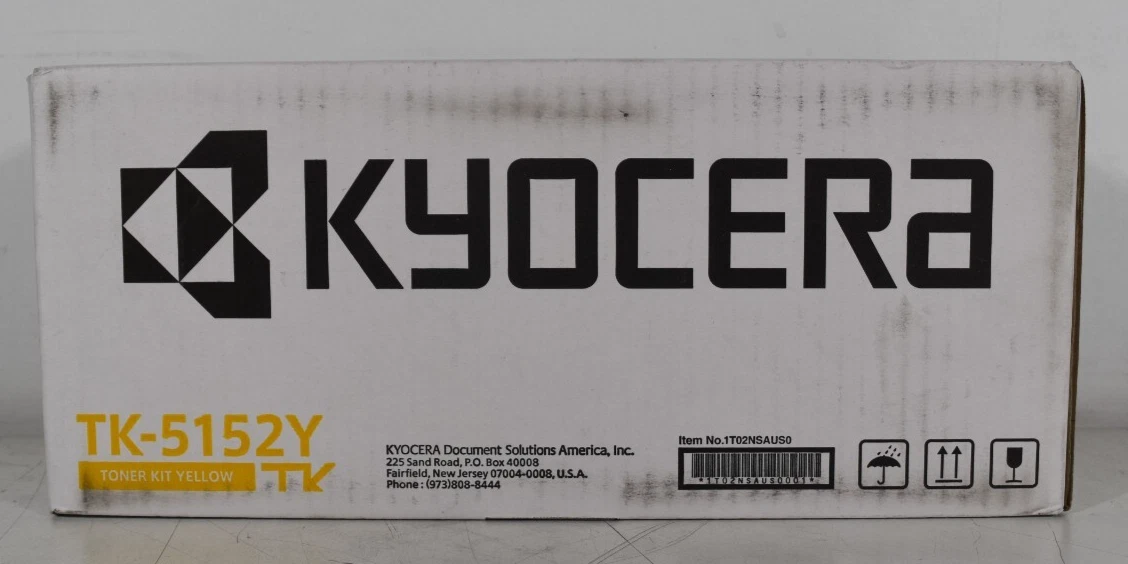 KYOCERA
TK-5152Y
TONER KIT YELLOW
TK
KYOCERA Document Solutions America, Inc.
225 Sand Road, P.O. Box 40008
Fairfield, New Jersey 07004-0008, U.S.A.
Phone : (973)808-8444
Item No.1T02NSAUS0
*1T02NSAUS0001*